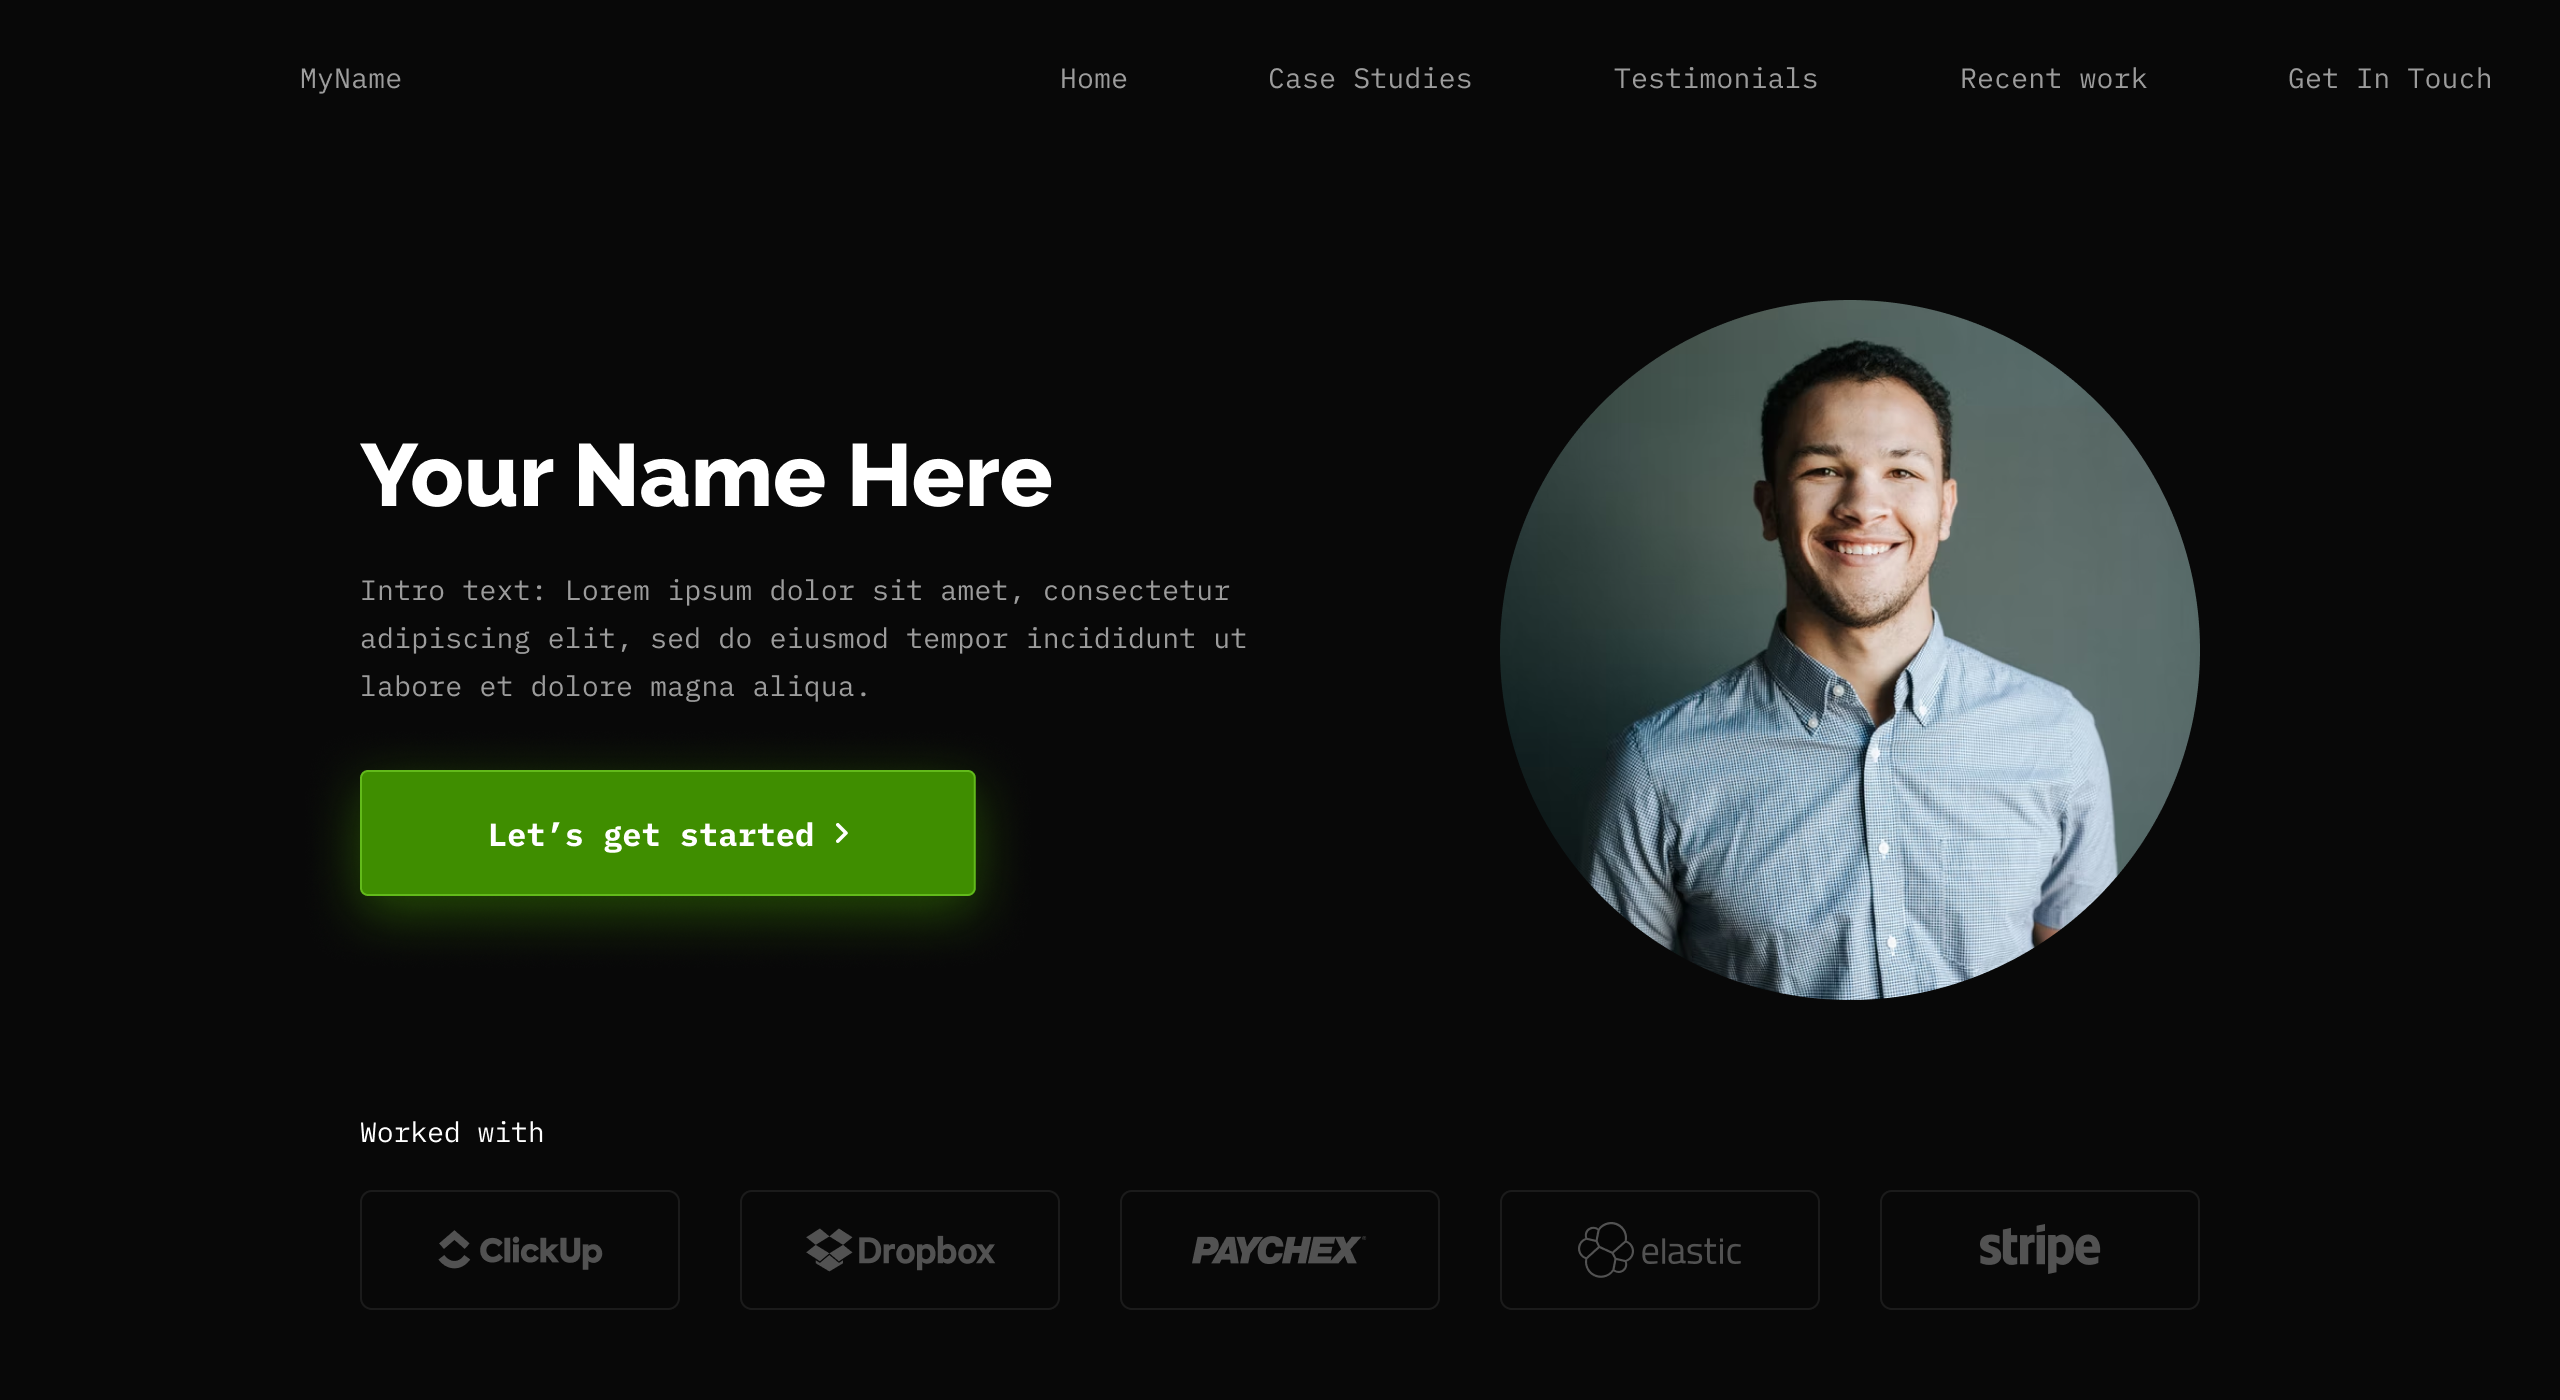 MyName Home Case Studies Testimonials Recent work Get In Touch
Your Name Here
Intro text: Lorem ipsum dolor sit amet, consectetur
adipiscing elit, sed do eiusmod tempor incididunt ut
labore et dolore magna aliqua.
Let’s get started
Worked with
ClickUp Dropbox PAYCHEX elastic stripe